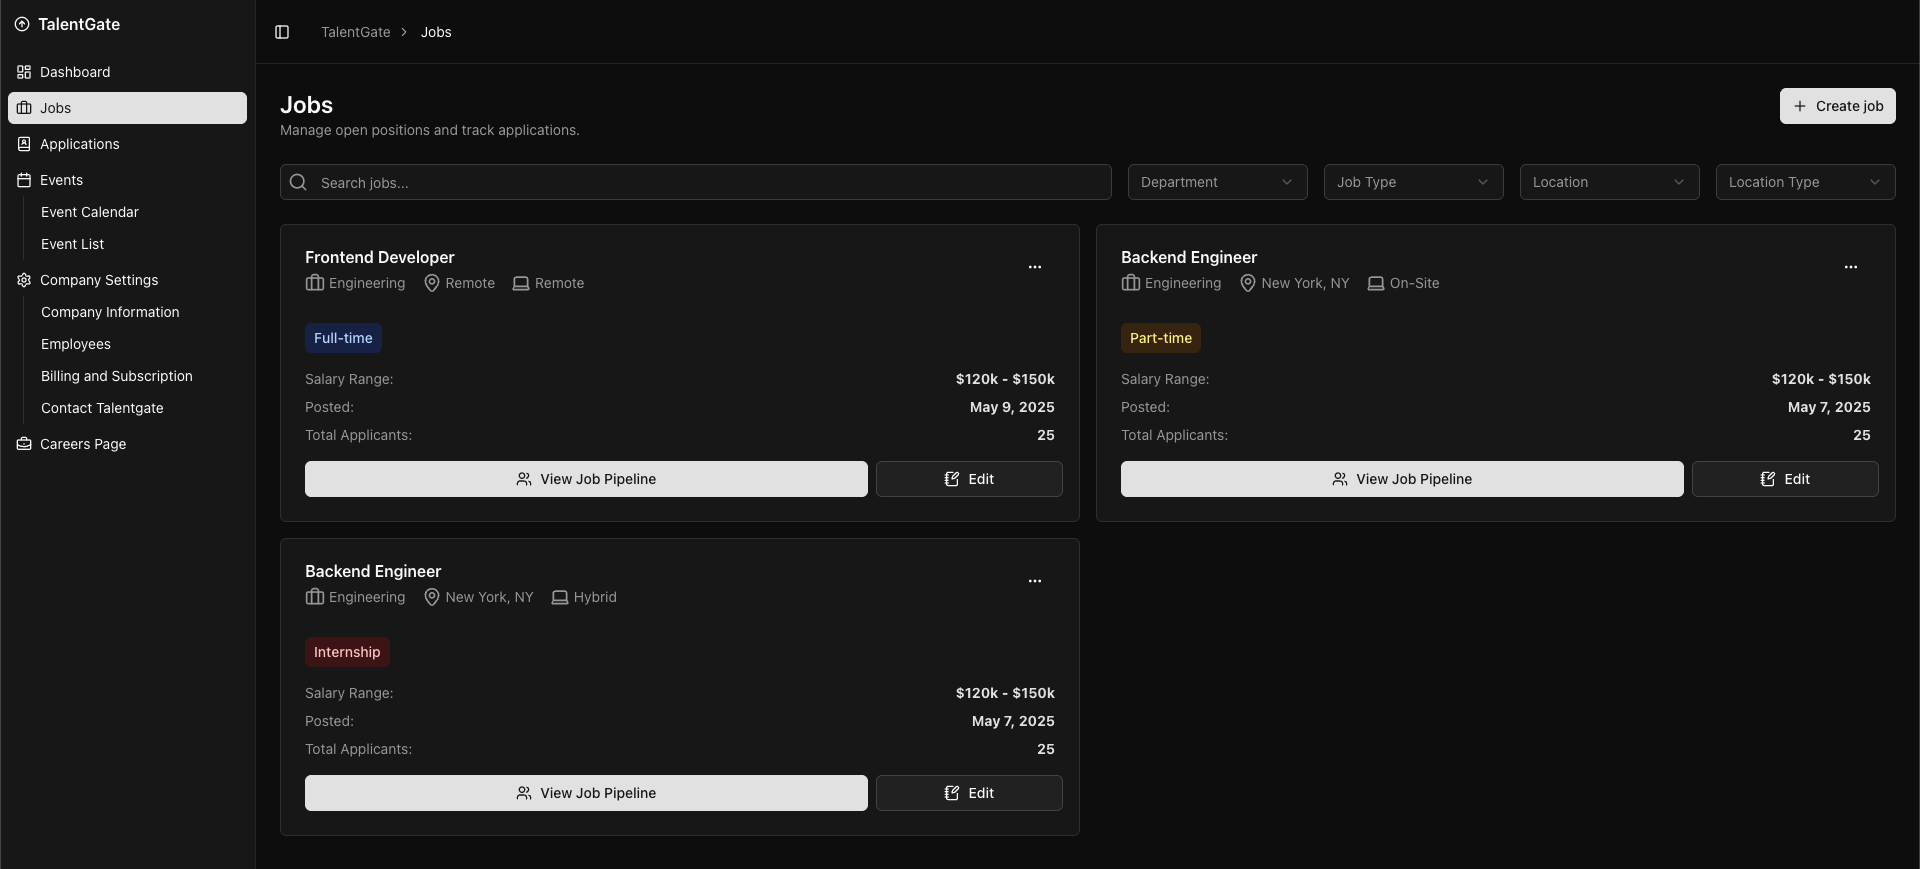 TalentGate
Dashboard
Jobs
Applications
Events
Event Calendar
Event List
Company Settings
Company Information
Employees
Billing and Subscription
Contact Talentgate
Careers Page
TalentGate > Jobs
Jobs
Manage open positions and track applications.
Create job
Search jobs...
Department
Job Type
Location
Location Type
Frontend Developer
Engineering Remote Remote
Full-time
Salary Range: $120k - $150k
Posted: May 9, 2025
Total Applicants: 25
View Job Pipeline Edit
Backend Engineer
Engineering New York, NY On-Site
Part-time
Salary Range: $120k - $150k
Posted: May 7, 2025
Total Applicants: 25
View Job Pipeline Edit
Backend Engineer
Engineering New York, NY Hybrid
Internship
Salary Range: $120k - $150k
Posted: May 7, 2025
Total Applicants: 25
View Job Pipeline Edit